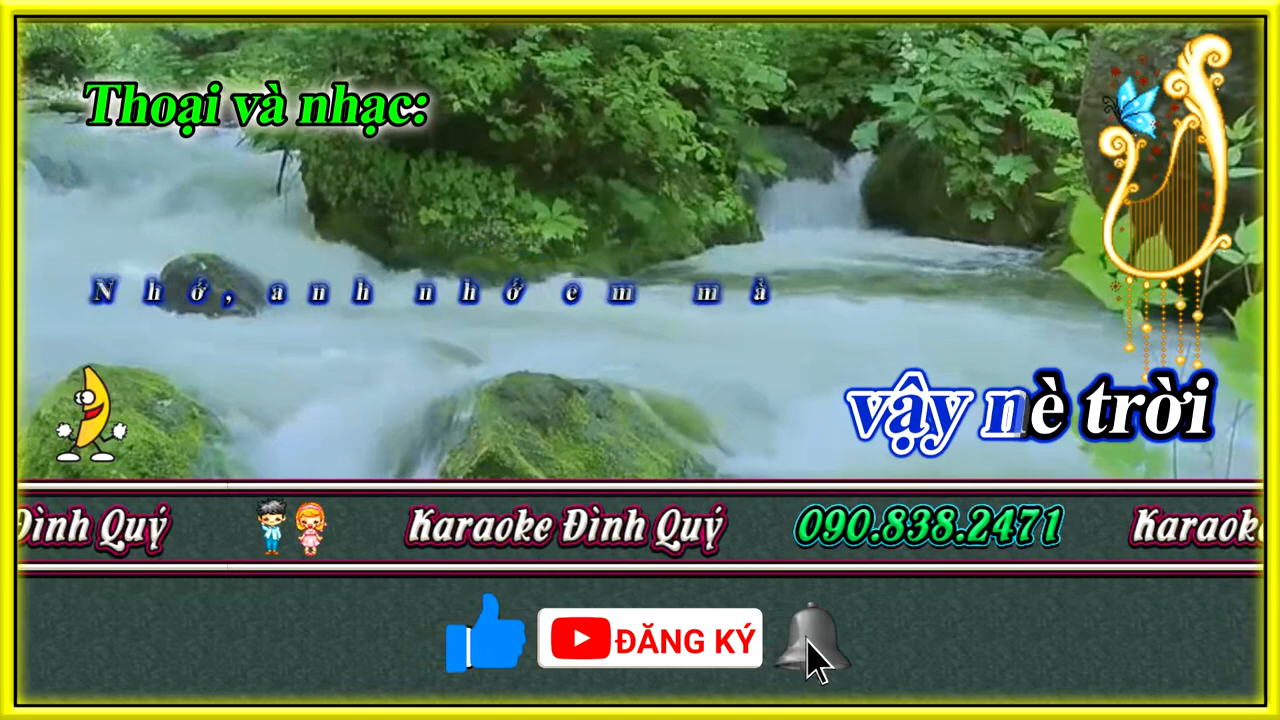 Thoại và nhạc:
Nhớ, anh nhớ em mà
vậy nè trời
Đình Quý Karaoke Đình Quý 090.838.2471 Karaoke
ĐĂNG KÝ